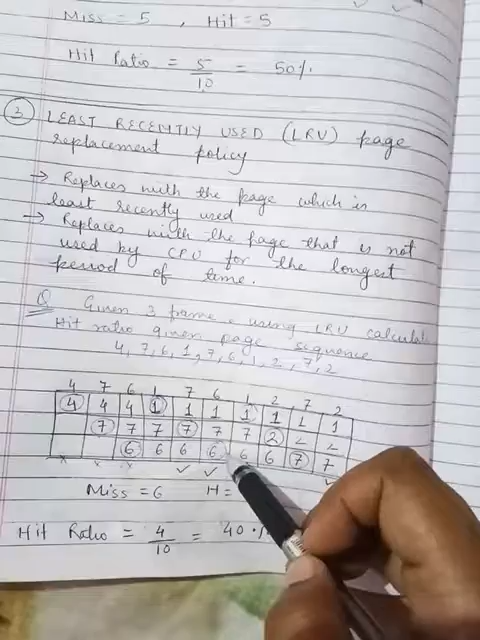 Miss = 5 , Hit = 5
Hit Ratio = 5/10 = 50%
② LEAST RECENTLY USED (LRU) page
replacement policy
→ Replaces with the page which is
least recently used
→ Replaces with the page that is not
used by CPU for the longest
period of time.
Q Given 3 frame using LRU calculate
Hit ratio given page sequence
4, 7, 6, 1, 7, 6, 1, 2, 7, 2
4 7 6 1 7 6 1 2 7 2
4 4 4 1 1 1 1 1 1 1
7 7 7 7 7 7 2 2 2
6 6 6 6 6 6 7 7
Miss = 6 H =
Hit Ratio = 4/10 = 40%